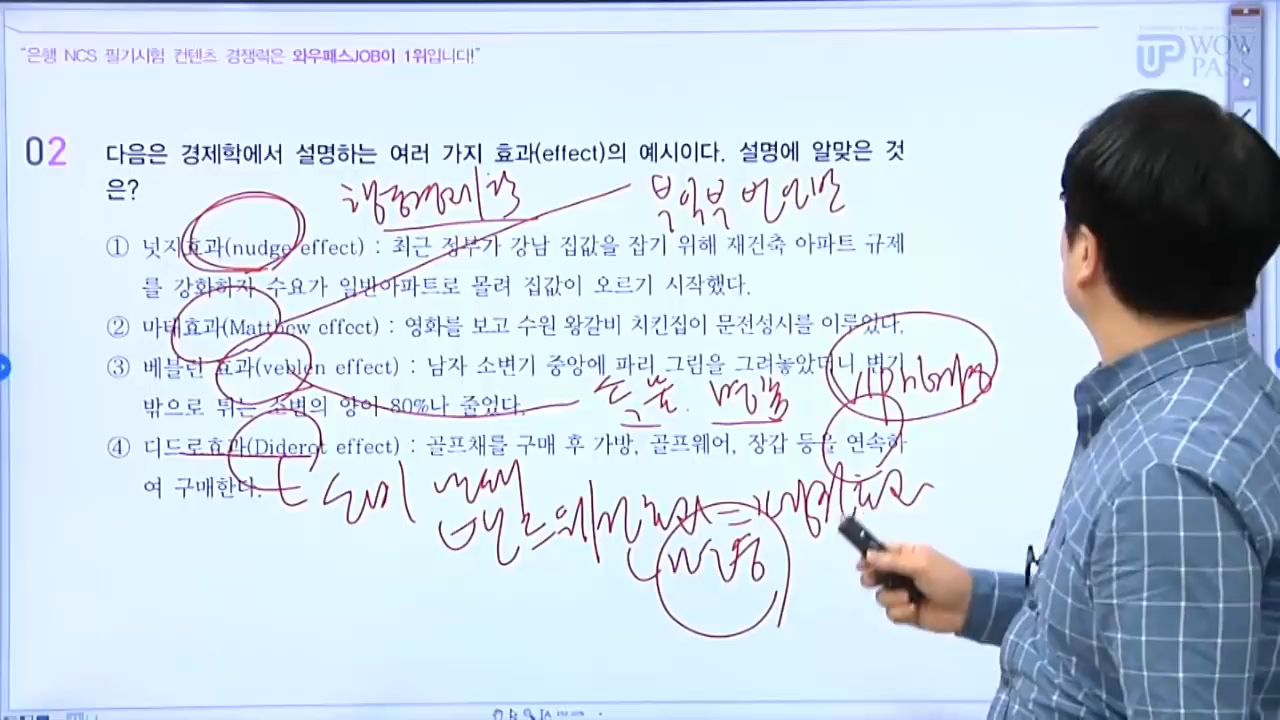 "은행 NCS 필기시험 컨텐츠 경쟁력은 와우패스JOB이 1위입니다!"
UP WOW PASS
02 다음은 경제학에서 설명하는 여러 가지 효과(effect)의 예시이다. 설명에 알맞은 것
은?
행동경제학 부익부 빈익빈
① 넛지효과(nudge effect) : 최근 정부가 강남 집값을 잡기 위해 재건축 아파트 규제
를 강화하자 수요가 일반아파트로 몰려 집값이 오르기 시작했다.
② 마태효과(Matthew effect) : 영화를 보고 수원 왕갈비 치킨집이 문전성시를 이루었다.
③ 베블런 효과(veblen effect) : 남자 소변기 중앙에 파리 그림을 그려놓았더니 변기
밖으로 튀는 소변의 양이 80%나 줄었다.
④ 디드로효과(Diderot effect) : 골프채를 구매 후 가방, 골프웨어, 장갑 등을 연속하
여 구매한다.